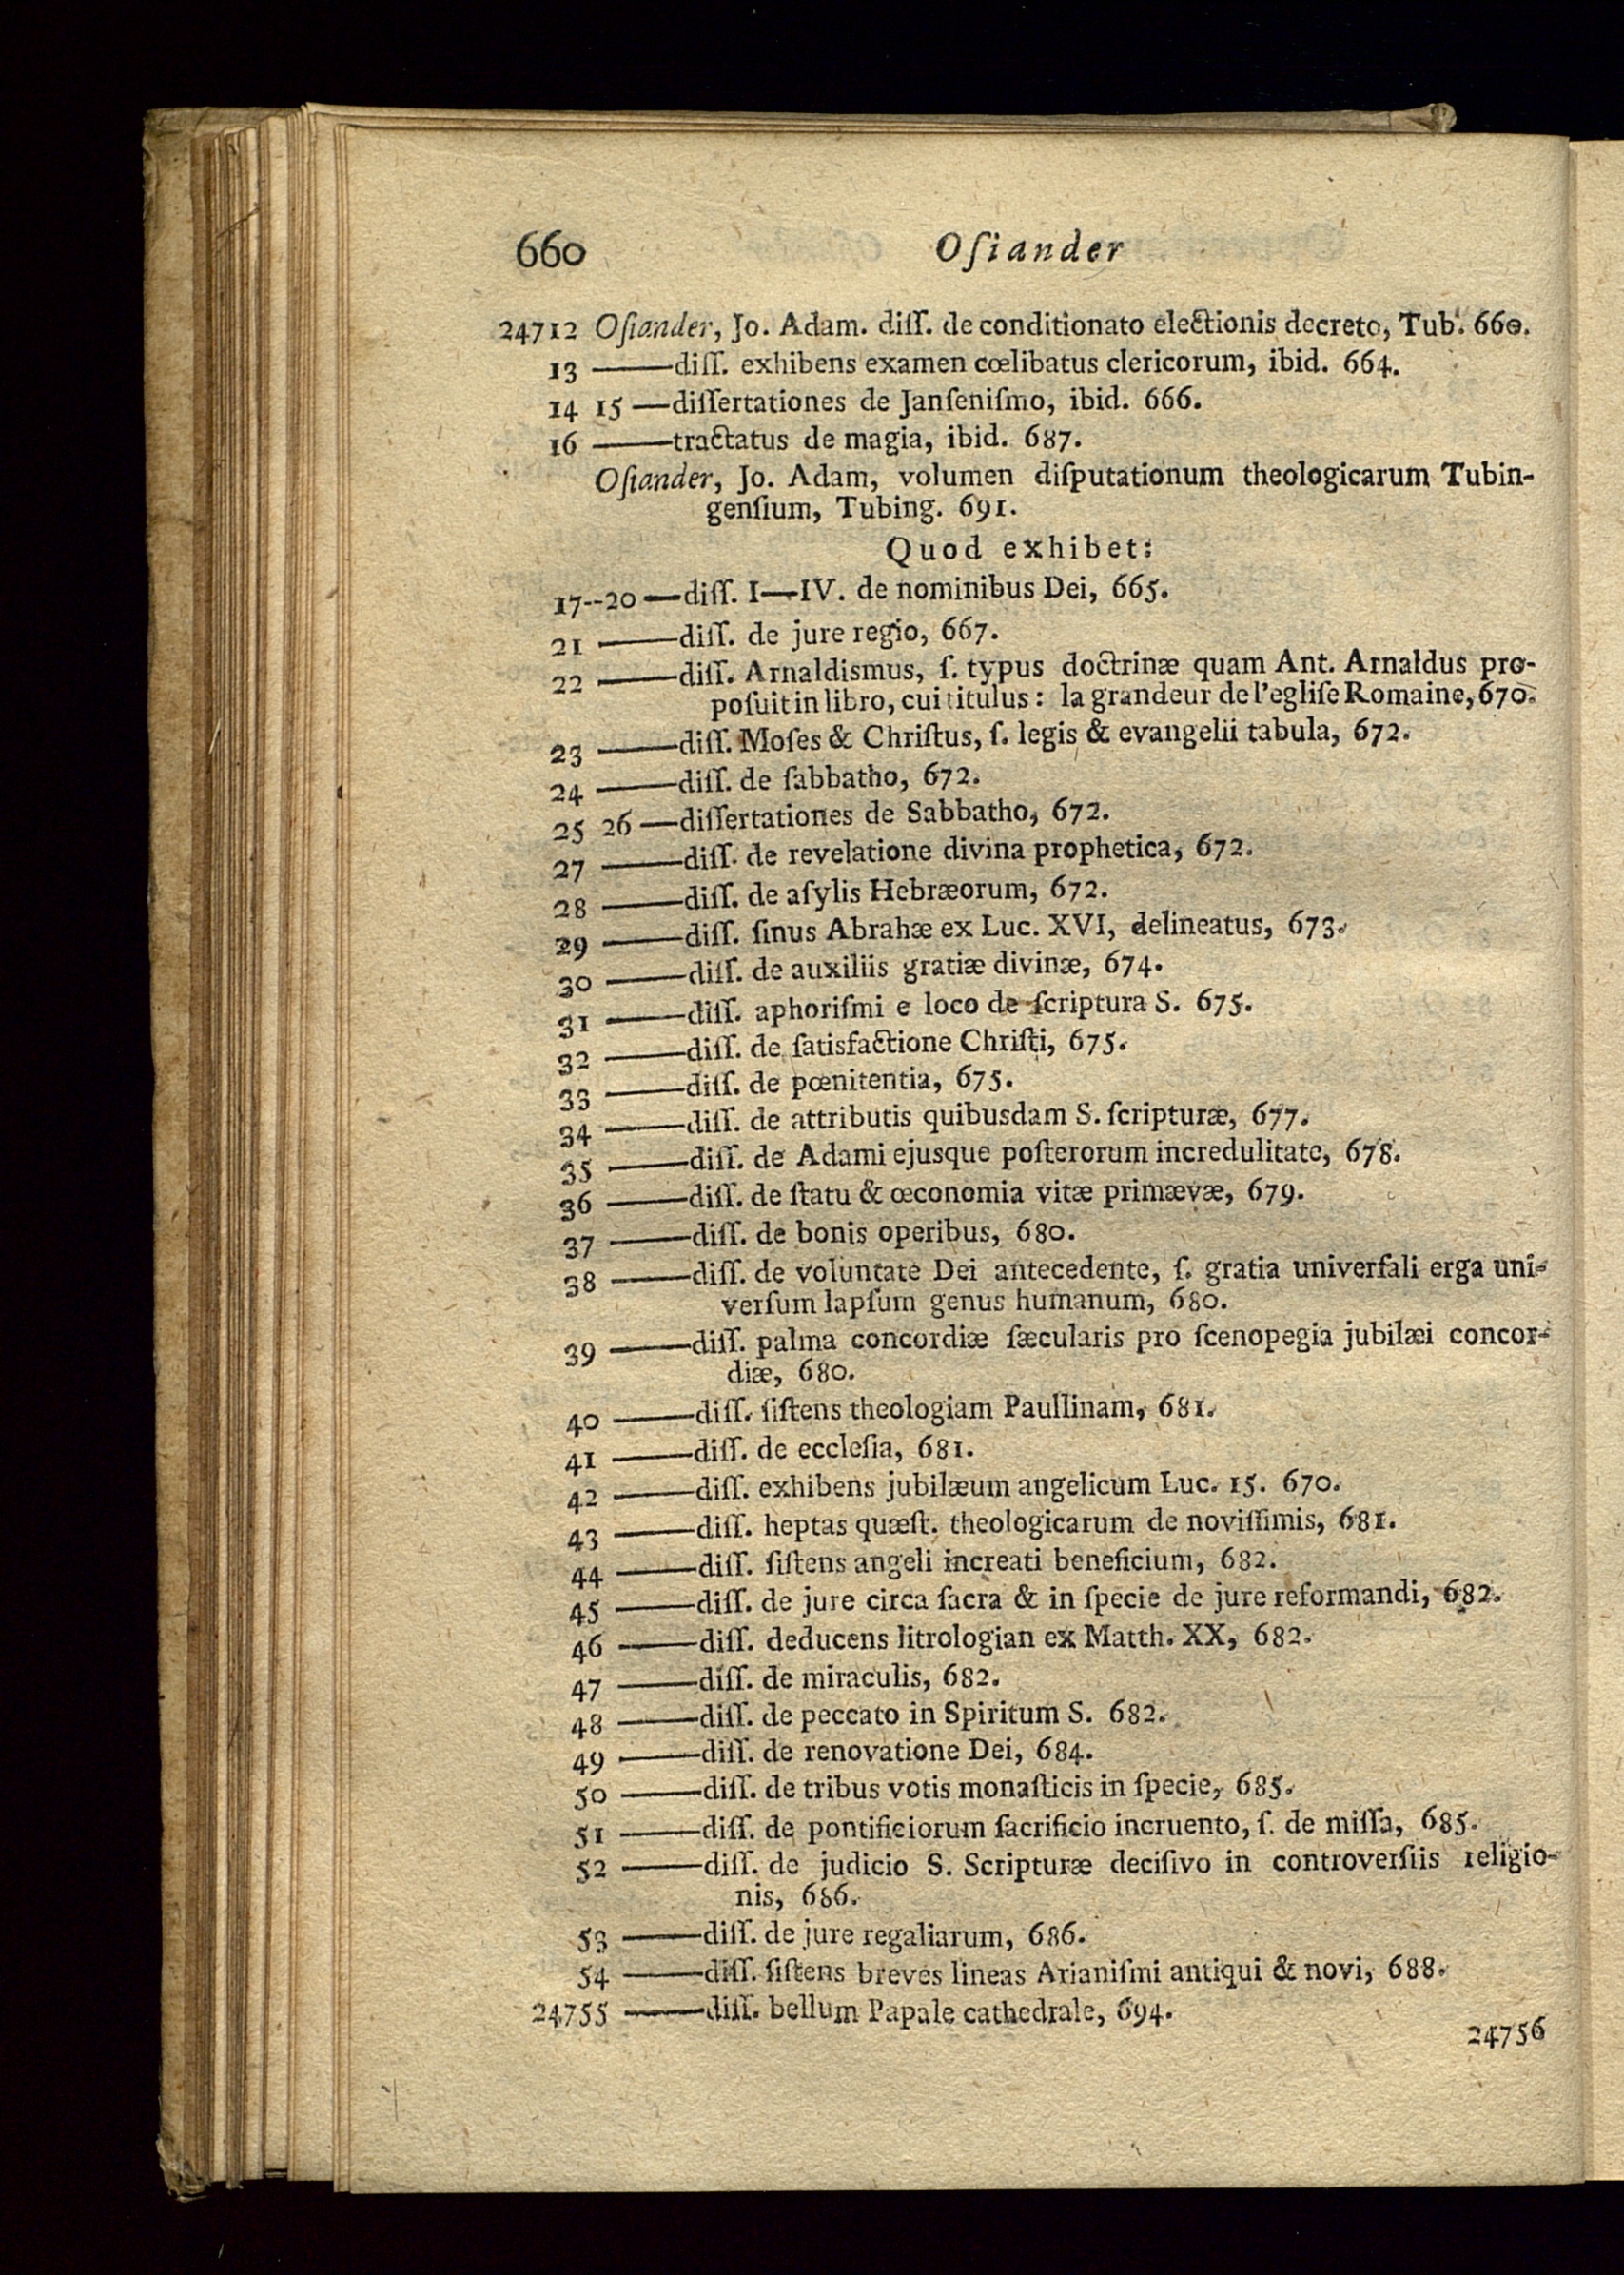 660 Oſiander
24712 Oſiander, Jo. Adam. diſſ. de conditionato electionis decreto, Tub. 660.
13 ——diſſ. exhibens examen cœlibatus clericorum, ibid. 664.
14 15 —diſſertationes de Janſeniſmo, ibid. 666.
16 ——tractatus de magia, ibid. 687.
Oſiander, Jo. Adam, volumen diſputationum theologicarum Tubin-
genſium, Tubing. 691.
Quod exhibet:
17--20 —diſſ. I—IV. de nominibus Dei, 665.
21 ——diſſ. de jure regio, 667.
22 ——diſſ. Arnaldismus, ſ. typus doctrinæ quam Ant. Arnaldus pro-
poſuit in libro, cui titulus: la grandeur de l'egliſe Romaine, 670.
23 ——diſſ. Moſes & Chriſtus, ſ. legis & evangelii tabula, 672.
24 ——diſſ. de ſabbatho, 672.
25 26 —diſſertationes de Sabbatho, 672.
27 ——diſſ. de revelatione divina prophetica, 672.
28 ——diſſ. de aſylis Hebræorum, 672.
29 ——diſſ. ſinus Abrahæ ex Luc. XVI, delineatus, 673.
30 ——diſſ. de auxiliis gratiæ divinæ, 674.
31 ——diſſ. aphoriſmi e loco de ſcriptura S. 675.
32 ——diſſ. de ſatisfactione Chriſti, 675.
33 ——diſſ. de pœnitentia, 675.
34 ——diſſ. de attributis quibusdam S. ſcripturæ, 677.
35 ——diſſ. de Adami ejusque poſterorum incredulitate, 678.
36 ——diſſ. de ſtatu & œconomia vitæ primævæ, 679.
37 ——diſſ. de bonis operibus, 680.
38 ——diſſ. de voluntate Dei antecedente, ſ. gratia univerſali erga uni-
verſum lapſum genus humanum, 680.
39 ——diſſ. palma concordiæ ſæcularis pro ſcenopegia jubilæi concor-
diæ, 680.
40 ——diſſ. ſiſtens theologiam Paullinam, 681.
41 ——diſſ. de eccleſia, 681.
42 ——diſſ. exhibens jubilæum angelicum Luc. 15. 670.
43 ——diſſ. heptas quæſt. theologicarum de noviſſimis, 681.
44 ——diſſ. ſiſtens angeli increati beneficium, 682.
45 ——diſſ. de jure circa ſacra & in ſpecie de jure reformandi, 682.
46 ——diſſ. deducens litrologian ex Matth. XX, 682.
47 ——diſſ. de miraculis, 682.
48 ——diſſ. de peccato in Spiritum S. 682.
49 ——diſſ. de renovatione Dei, 684.
50 ——diſſ. de tribus votis monaſticis in ſpecie, 685.
51 ——diſſ. de pontificiorum ſacrificio incruento, ſ. de miſſa, 685.
52 ——diſſ. de judicio S. Scripturæ deciſivo in controverſiis religio-
nis, 686.
53 ——diſſ. de jure regaliarum, 686.
54 ——diſſ. ſiſtens breves lineas Arianiſmi antiqui & novi, 688.
24755 ——diſſ. bellum Papale cathedrale, 694.
24756